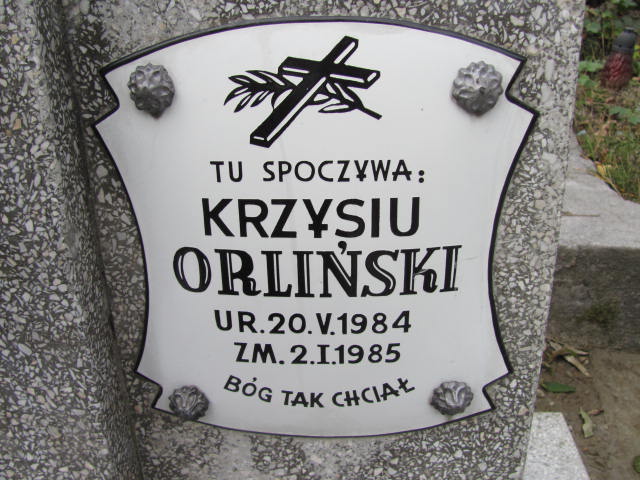 TU SPOCZYWA:
KRZYSIU
ORLIŃSKI
UR. 20.V.1984
ZM. 2.I.1985
BÓG TAK CHCIAŁ